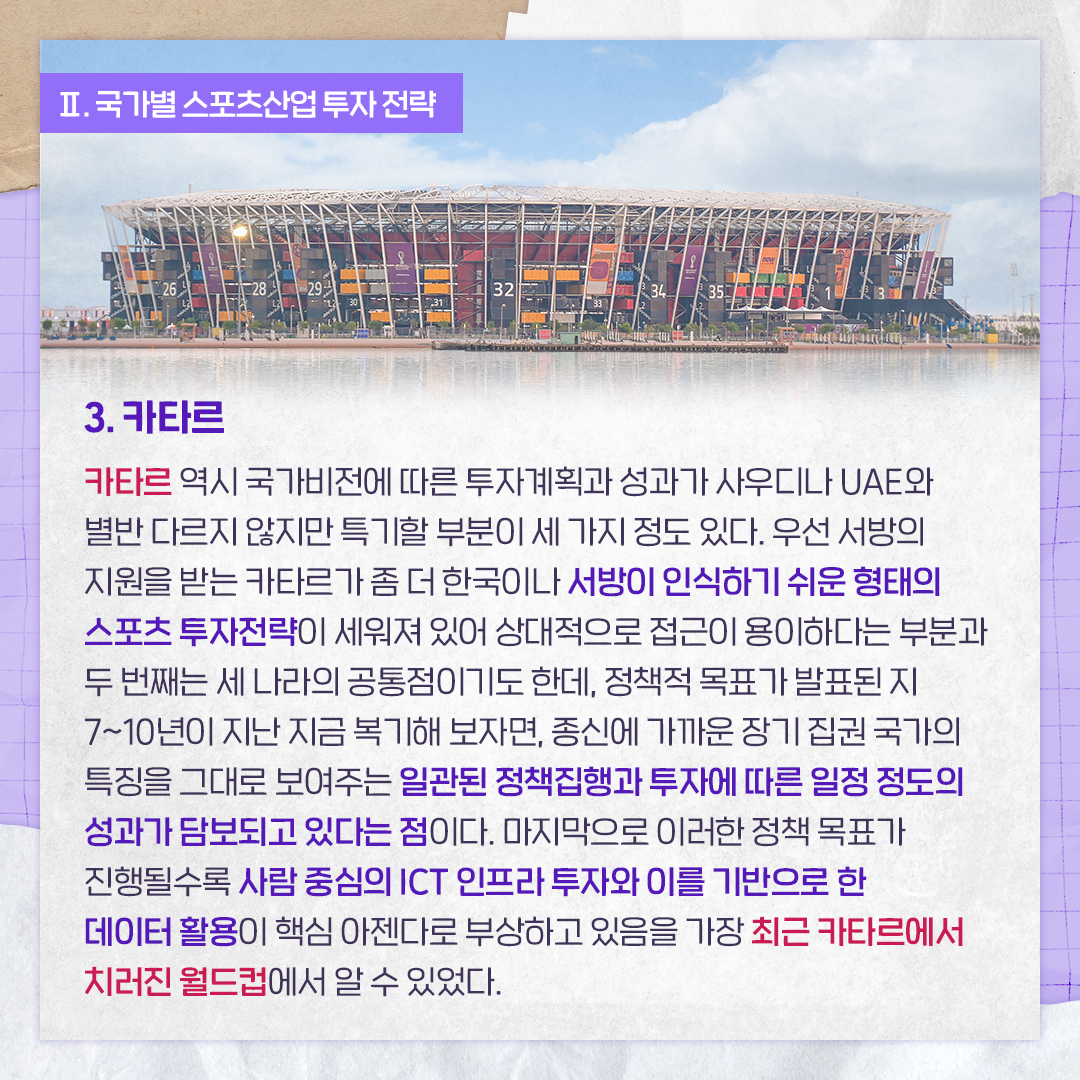 Ⅱ. 국가별 스포츠산업 투자 전략
26
28
29
30
31
32
33
34
35
1
3
now
3. 카타르
카타르 역시 국가비전에 따른 투자계획과 성과가 사우디나 UAE와
별반 다르지 않지만 특기할 부분이 세 가지 정도 있다. 우선 서방의
지원을 받는 카타르가 좀 더 한국이나 서방이 인식하기 쉬운 형태의
스포츠 투자전략이 세워져 있어 상대적으로 접근이 용이하다는 부분과
두 번째는 세 나라의 공통점이기도 한데, 정책적 목표가 발표된 지
7~10년이 지난 지금 복기해 보자면, 종신에 가까운 장기 집권 국가의
특징을 그대로 보여주는 일관된 정책집행과 투자에 따른 일정 정도의
성과가 담보되고 있다는 점이다. 마지막으로 이러한 정책 목표가
진행될수록 사람 중심의 ICT 인프라 투자와 이를 기반으로 한
데이터 활용이 핵심 아젠다로 부상하고 있음을 가장 최근 카타르에서
치러진 월드컵에서 알 수 있었다.